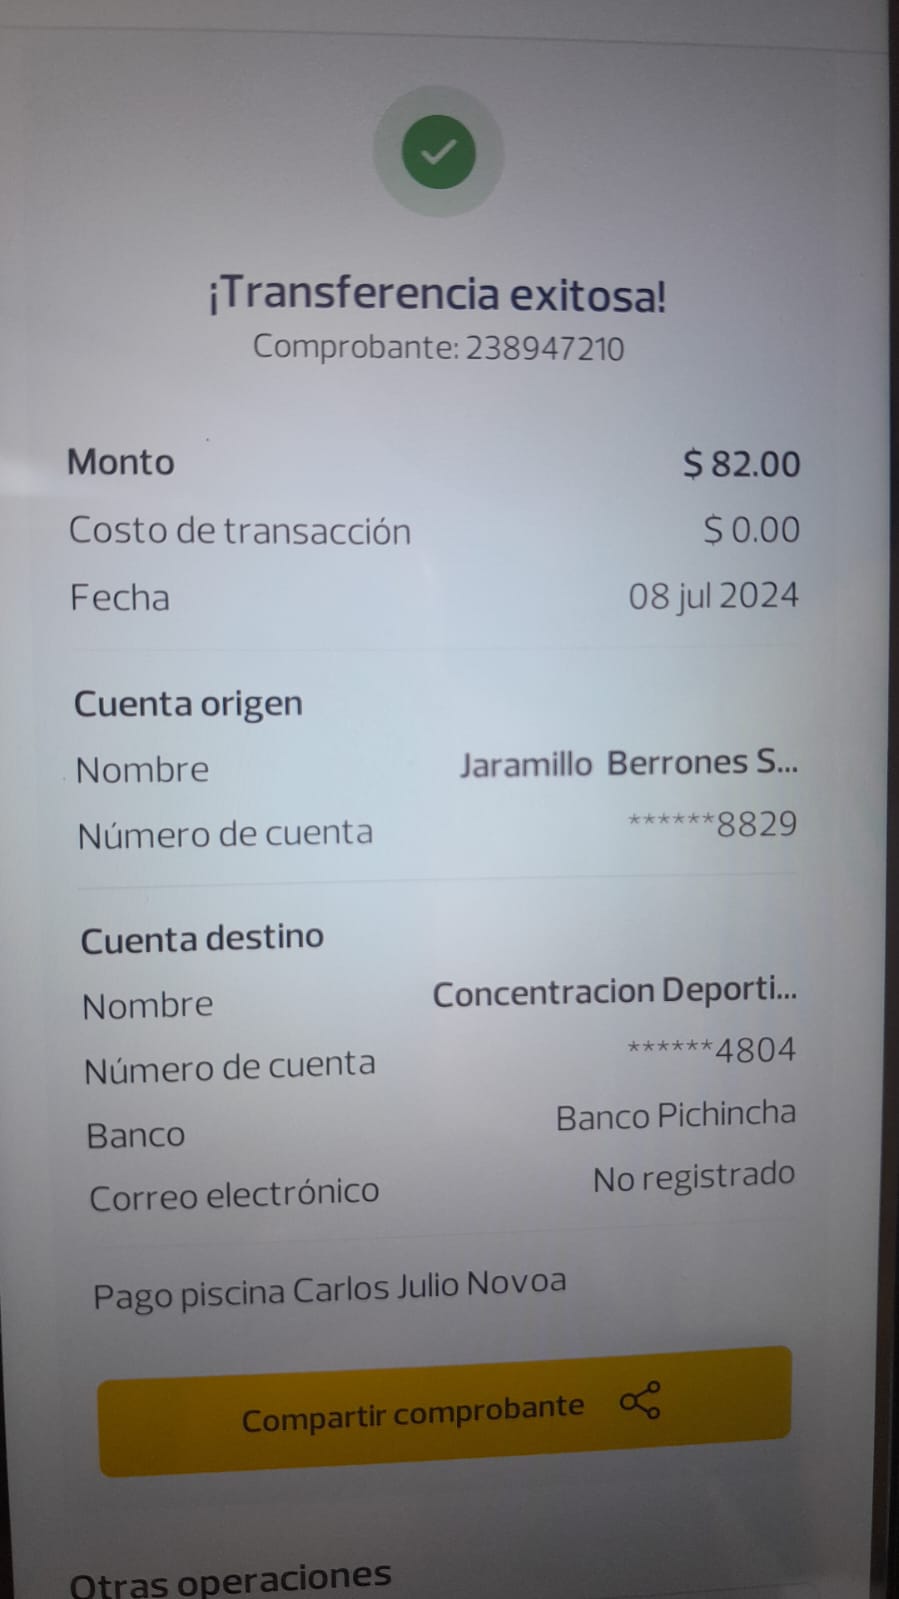 ¡Transferencia exitosa!
Comprobante: 238947210
Monto $ 82.00
Costo de transacción $ 0.00
Fecha 08 jul 2024
Cuenta origen
Nombre Jaramillo Berrones S...
Número de cuenta ******8829
Cuenta destino
Nombre Concentracion Deporti...
Número de cuenta ******4804
Banco Banco Pichincha
Correo electrónico No registrado
Pago piscina Carlos Julio Novoa
Compartir comprobante
Otras operaciones